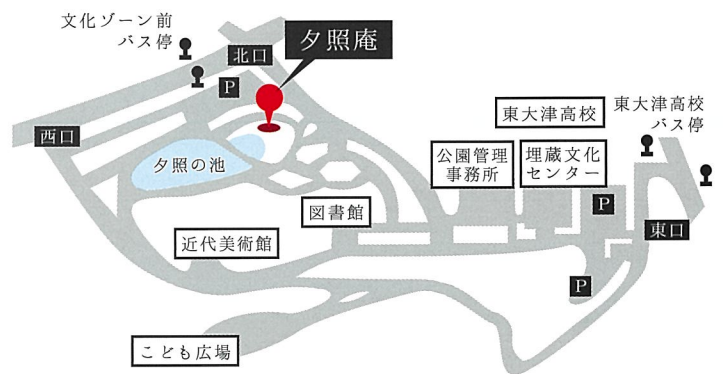 文化ゾーン前
バス停
北口
夕照庵
P
西口
夕照の池
東大津高校
東大津高校
バス停
公園管理
事務所
埋蔵文化
センター
図書館
P
東口
近代美術館
P
こども広場